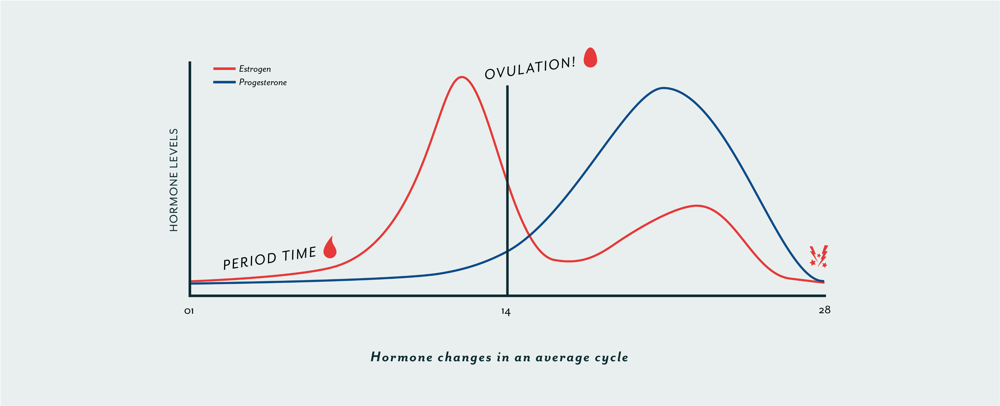 Estrogen
Progesterone
OVULATION!
HORMONE LEVELS
PERIOD TIME
01
14
28
Hormone changes in an average cycle